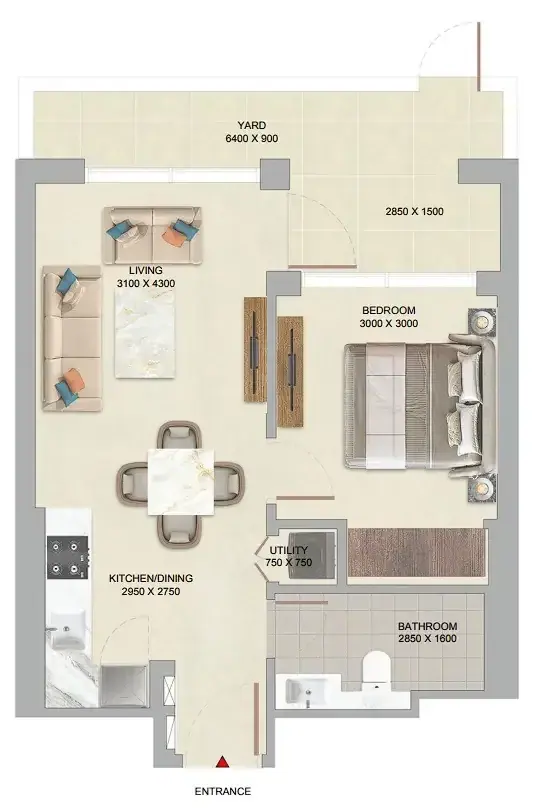 YARD
6400 X 900
2850 X 1500
LIVING
3100 X 4300
BEDROOM
3000 X 3000
UTILITY
750 X 750
KITCHEN/DINING
2950 X 2750
BATHROOM
2850 X 1600
ENTRANCE